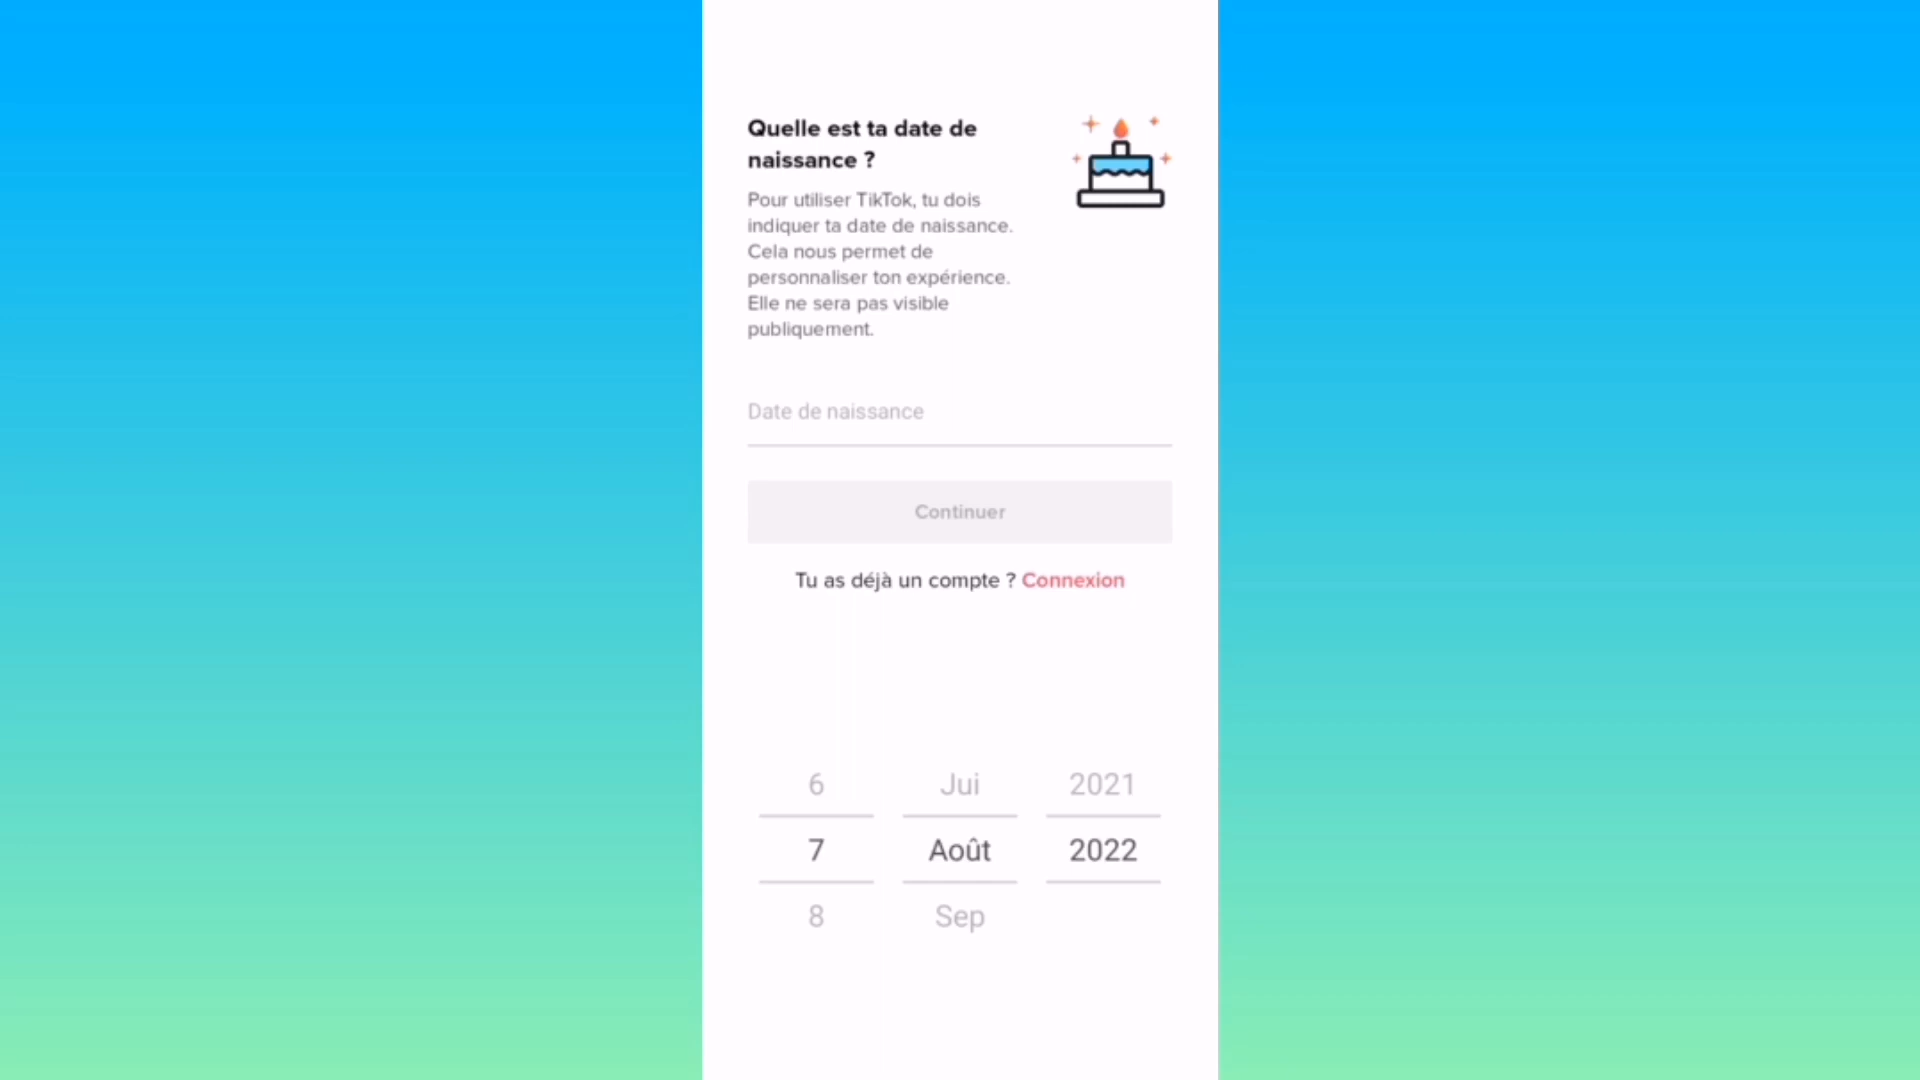 Quelle est ta date de
naissance ?
Pour utiliser TikTok, tu dois
indiquer ta date de naissance.
Cela nous permet de
personnaliser ton expérience.
Elle ne sera pas visible
publiquement.
Date de naissance
Continuer
Tu as déjà un compte ? Connexion
6 Jui 2021
7 Août 2022
8 Sep